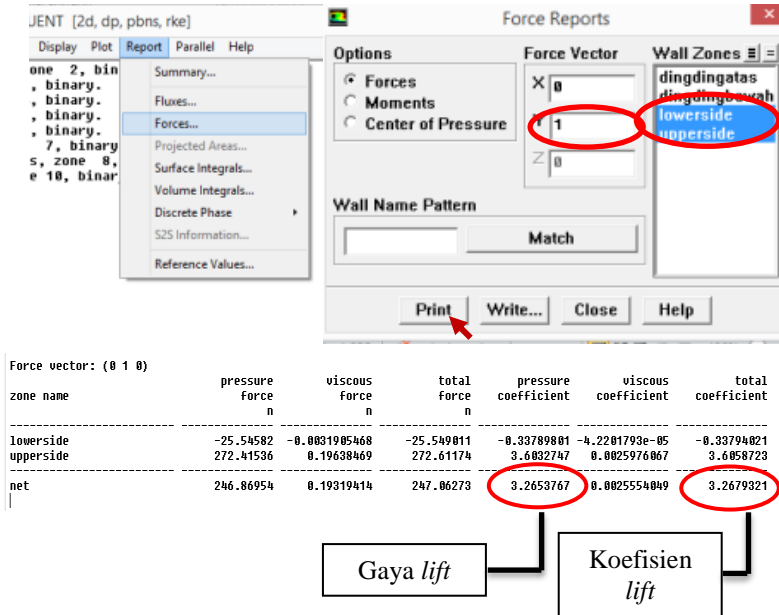 UENT [2d, dp, pbns, rke]
Display Plot Report Parallel Help
one 2, bin
, binary.
, binary.
, binary.
, binary.
7, binary
s, zone 8,
e 10, binar
Summary...
Fluxes...
Forces...
Projected Areas...
Surface Integrals...
Volume Integrals...
Discrete Phase
S2S Information...
Reference Values...
Force Reports
Options
Forces
Moments
Center of Pressure
Force Vector
X 0
Y 1
Z 0
Wall Zones
dingdingatas
dingdingbawah
lowerside
upperside
Wall Name Pattern
Match
Print Write... Close Help
Force vector: (0 1 0)
pressure viscous total pressure viscous total
zone name force force force coefficient coefficient coefficient
n n n
lowerside -25.54582 -0.0031905468 -25.549011 -0.33789801 -4.2201793e-05 -0.33794021
upperside 272.41536 0.19638469 272.61174 3.6032747 0.0025976067 3.6058723
net 246.86954 0.19319414 247.06273 3.2653767 0.0025554049 3.2679321
Gaya lift
Koefisien
lift